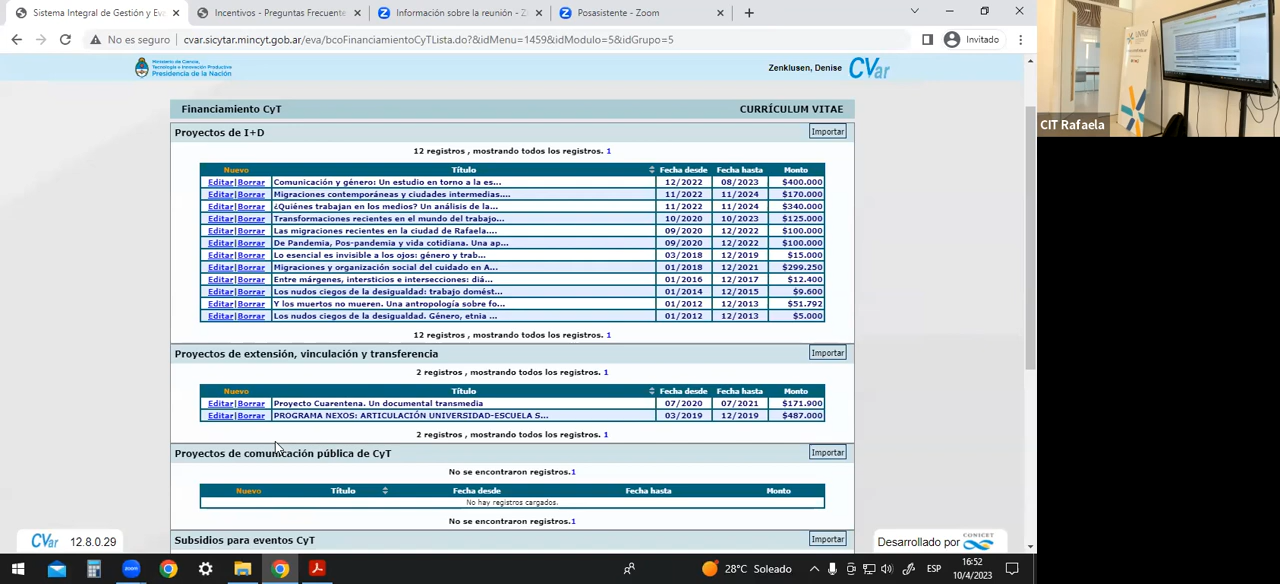 Sistema Integral de Gestión y Ev
Incentivos - Preguntas Frecuente
Información sobre la reunión - Z
Posasistente - Zoom
No es seguro
cvar.sicytar.mincyt.gob.ar/eva/bcoFinanciamientoCyTLista.do?&idMenu=1459&idModulo=5&idGrupo=5
Invitado
Ministerio de Ciencia,
Tecnología e Innovación Productiva
Presidencia de la Nación
Zenklusen, Denise
CVar
Financiamiento CyT
CURRÍCULUM VITAE
Proyectos de I+D
Importar
12 registros , mostrando todos los registros. 1
Nuevo Título Fecha desde Fecha hasta Monto
Editar|Borrar Comunicación y género: Un estudio en torno a la es... 12/2022 08/2023 $400.000
Editar|Borrar Migraciones contemporáneas y ciudades intermedias.... 11/2022 11/2024 $170.000
Editar|Borrar ¿Quiénes trabajan en los medios? Un análisis de la... 11/2022 11/2024 $340.000
Editar|Borrar Transformaciones recientes en el mundo del trabajo... 10/2020 10/2023 $125.000
Editar|Borrar Las migraciones recientes en la ciudad de Rafaela.... 09/2020 12/2022 $100.000
Editar|Borrar De Pandemia, Pos-pandemia y vida cotidiana. Una ap... 09/2020 12/2022 $100.000
Editar|Borrar Lo esencial es invisible a los ojos: género y trab... 03/2018 12/2019 $15.000
Editar|Borrar Migraciones y organización social del cuidado en A... 01/2018 12/2021 $299.250
Editar|Borrar Entre márgenes, intersticios e intersecciones: diá... 01/2016 12/2017 $12.400
Editar|Borrar Los nudos ciegos de la desigualdad: trabajo domést... 01/2014 12/2015 $9.600
Editar|Borrar Y los muertos no mueren. Una antropología sobre fo... 01/2012 12/2013 $51.792
Editar|Borrar Los nudos ciegos de la desigualdad. Género, etnia ... 01/2012 12/2013 $5.000
12 registros , mostrando todos los registros. 1
Proyectos de extensión, vinculación y transferencia
Importar
2 registros , mostrando todos los registros. 1
Nuevo Título Fecha desde Fecha hasta Monto
Editar|Borrar Proyecto Cuarentena. Un documental transmedia 07/2020 07/2021 $171.900
Editar|Borrar PROGRAMA NEXOS: ARTICULACIÓN UNIVERSIDAD-ESCUELA S... 03/2019 12/2019 $487.000
2 registros , mostrando todos los registros. 1
Proyectos de comunicación pública de CyT
Importar
No se encontraron registros.1
Nuevo Título Fecha desde Fecha hasta Monto
No hay registros cargados.
No se encontraron registros.1
Subsidios para eventos CyT
Importar
CVar 12.8.0.29
Desarrollado por CONICET
28°C Soleado
ESP
16:52
10/4/2023
zoom
CIT Rafaela